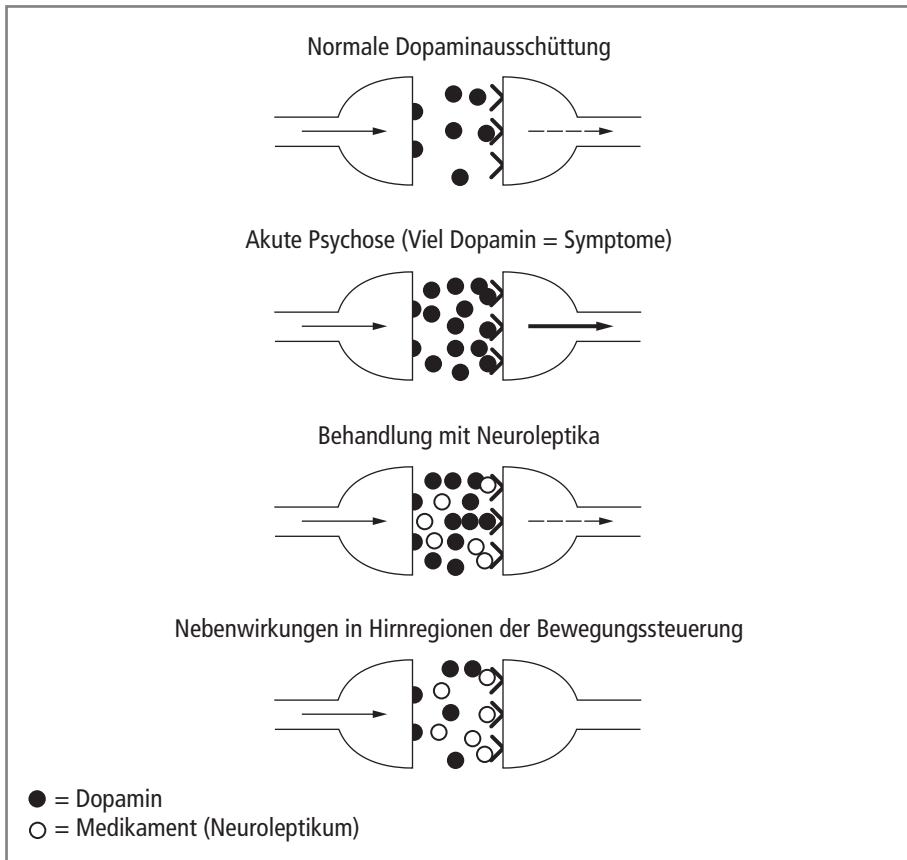 Normale Dopaminausschüttung
Akute Psychose (Viel Dopamin = Symptome)
Behandlung mit Neuroleptika
Nebenwirkungen in Hirnregionen der Bewegungssteuerung
= Dopamin
= Medikament (Neuroleptikum)